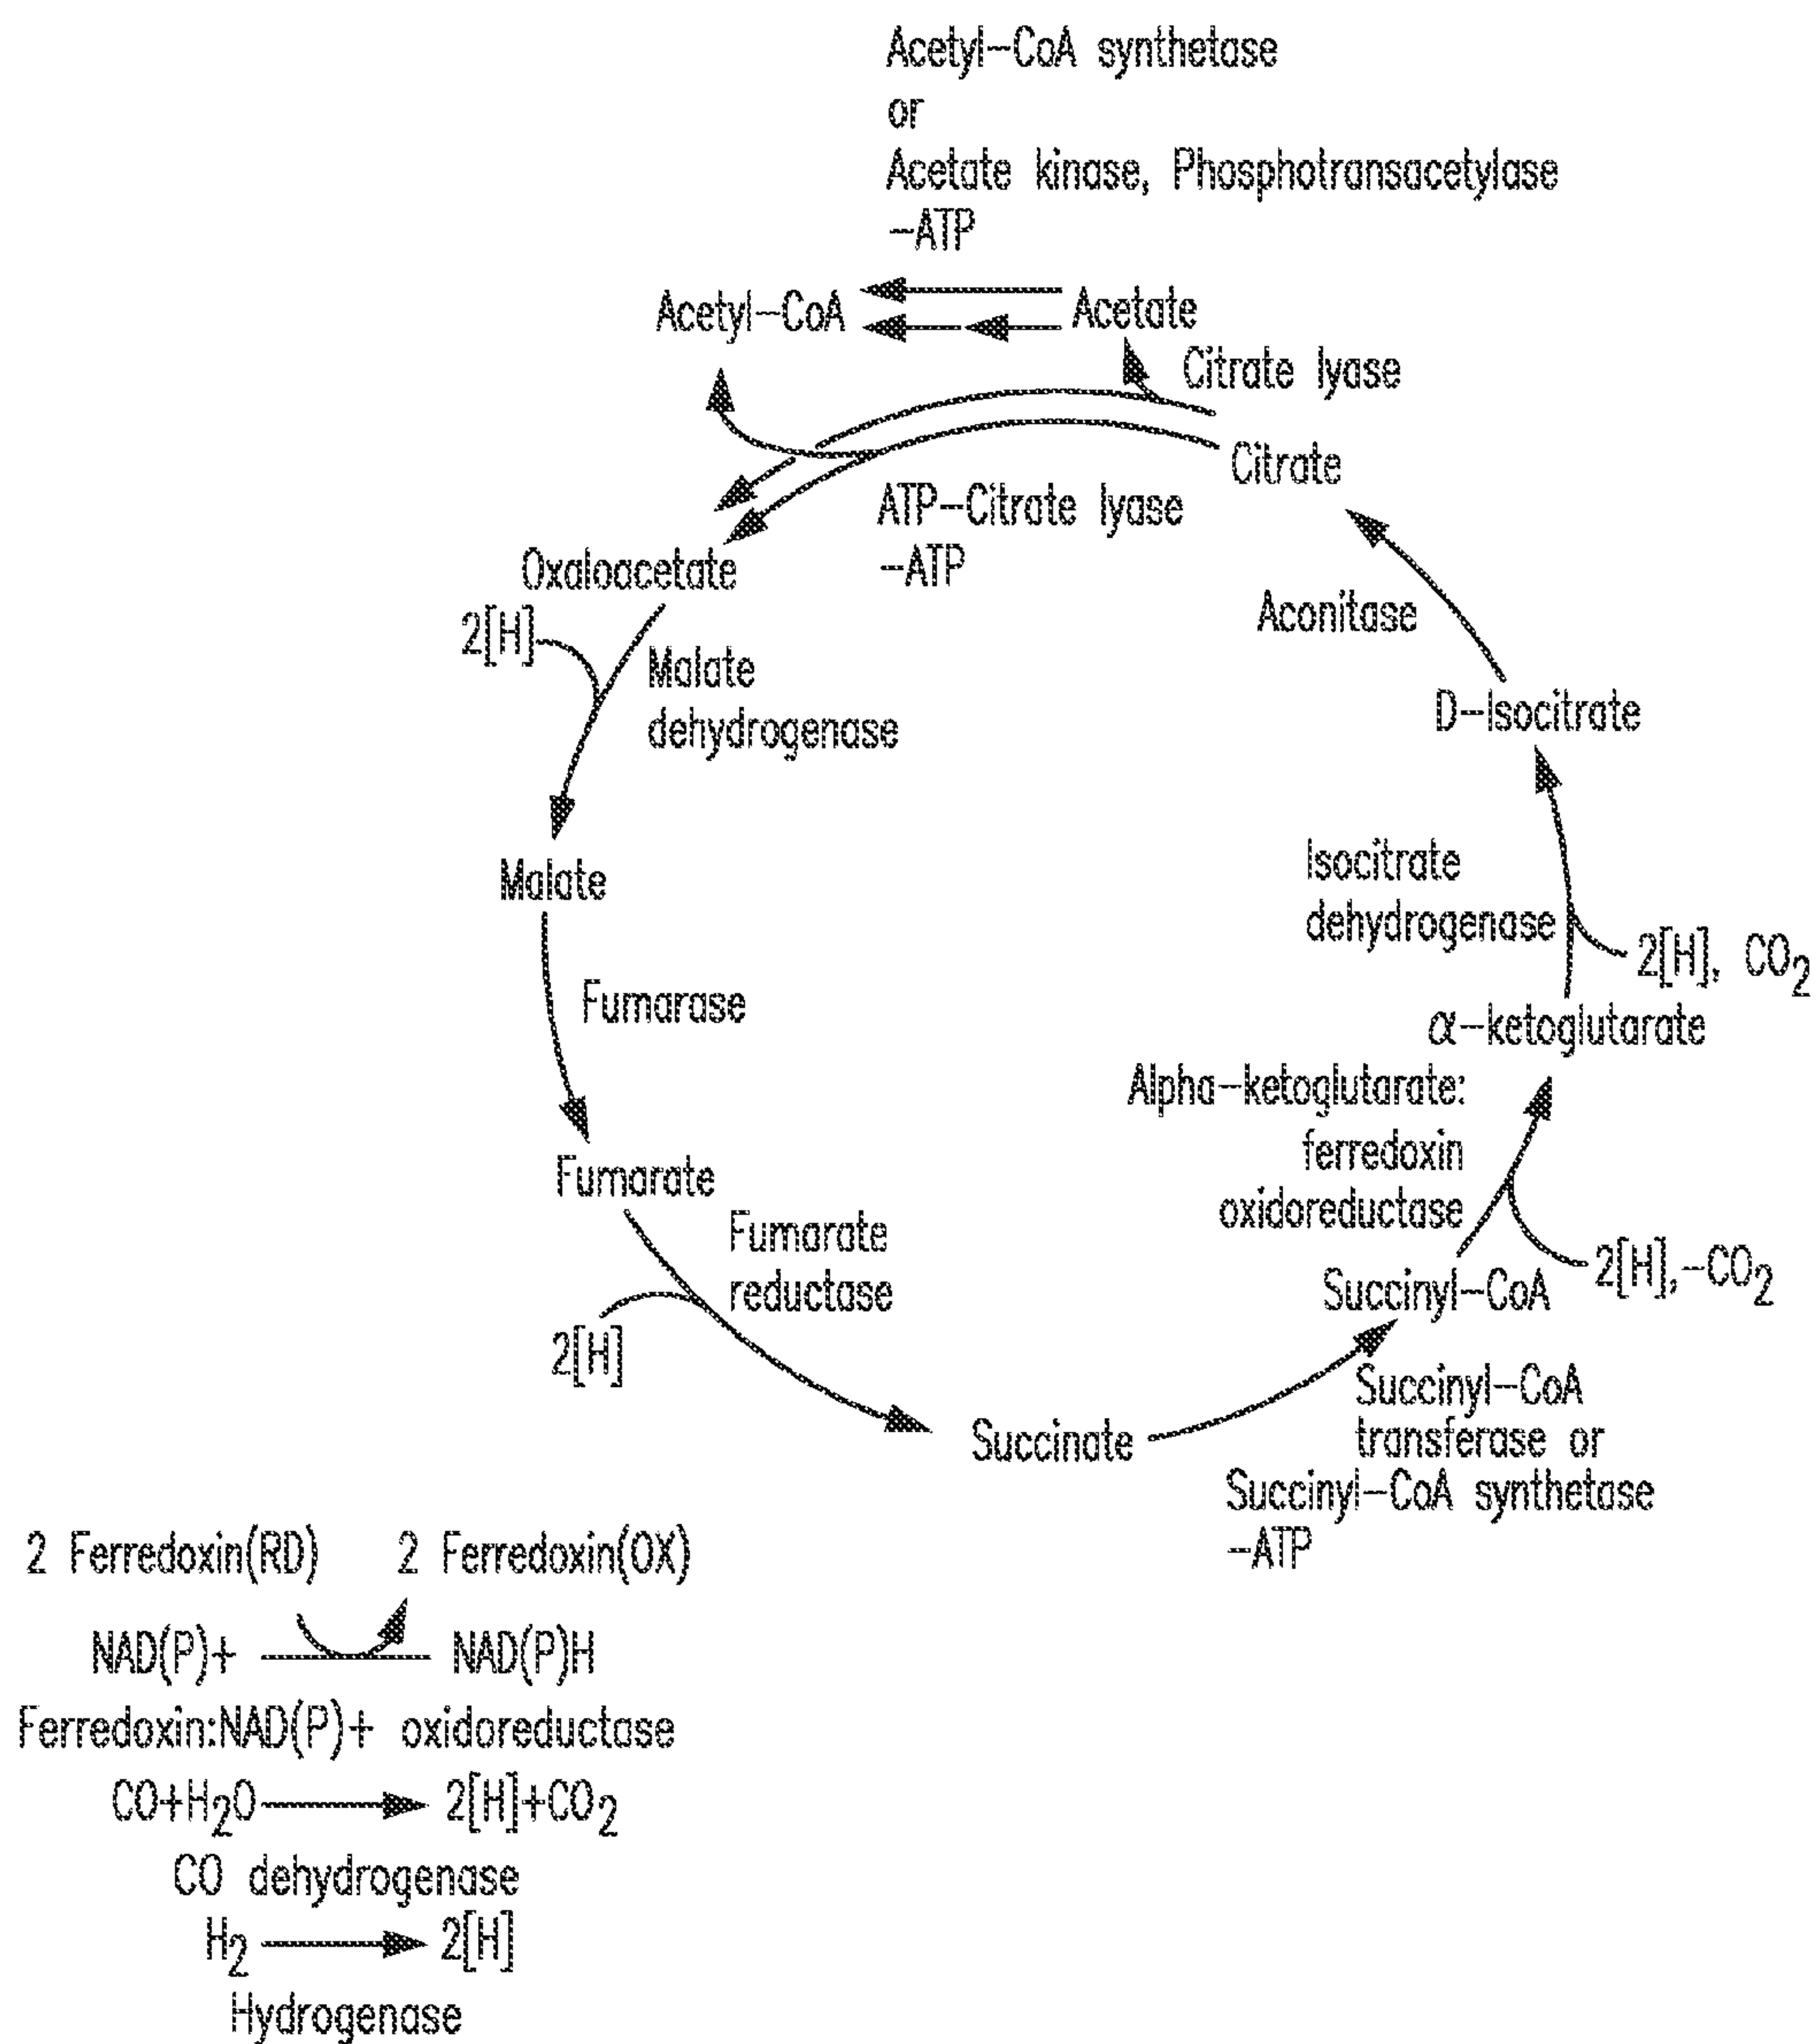 Acetyl-CoA synthetase
or
Acetate kinase, Phosphotransacetylase
-ATP
Acetyl-CoA
Acetate
Citrate lyase
Citrate
ATP-Citrate lyase
-ATP
Oxaloacetate
2[H]
Malate
dehydrogenase
Aconitase
D-Isocitrate
Malate
Isocitrate
dehydrogenase
2[H], CO2
Fumarase
α-ketoglutarate
Alpha-ketoglutarate:
ferredoxin
oxidoreductase
Fumarate
Fumarate
reductase
2[H]
2[H],-CO2
Succinyl-CoA
Succinate
Succinyl-CoA
transferase or
Succinyl-CoA synthetase
-ATP
2 Ferredoxin(RD) 2 Ferredoxin(OX)
NAD(P)+ NAD(P)H
Ferredoxin:NAD(P)+ oxidoreductase
CO+H2O 2[H]+CO2
CO dehydrogenase
H2 2[H]
Hydrogenase